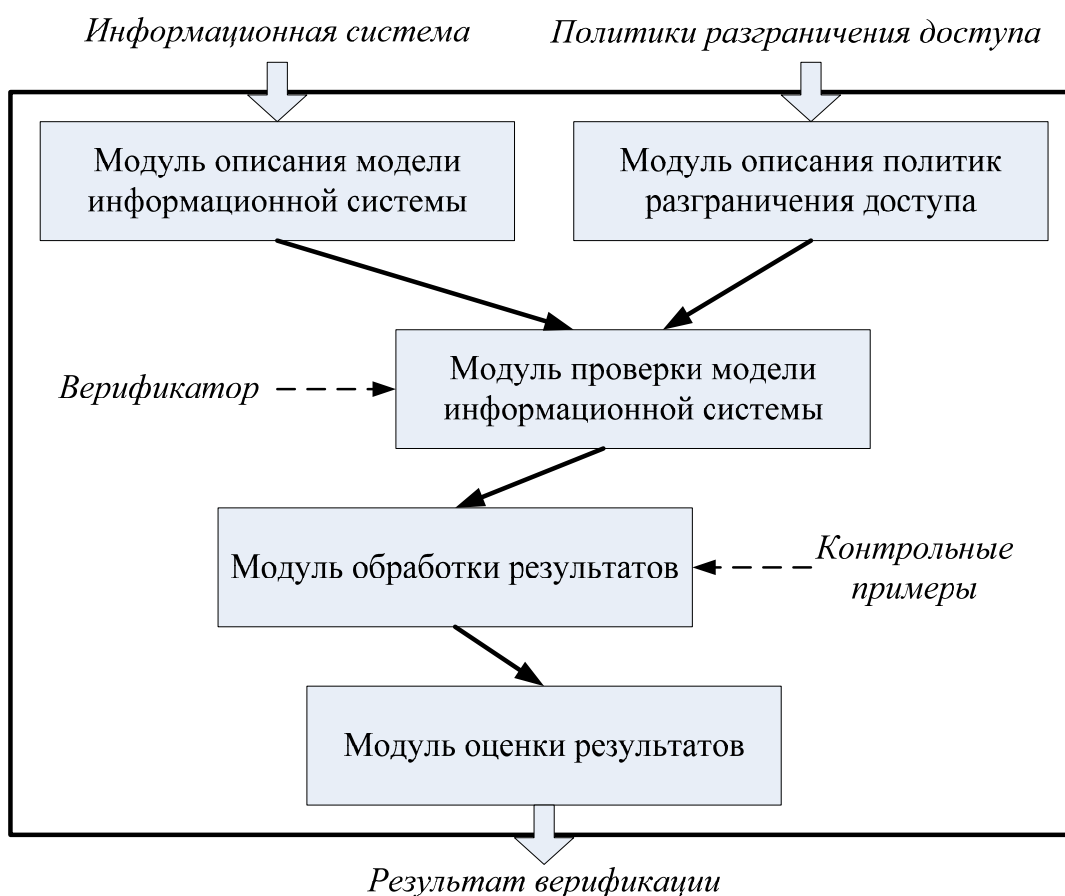 Информационная система
Политики разграничения доступа
Модуль описания модели
информационной системы
Модуль описания политик
разграничения доступа
Модуль проверки модели
информационной системы
Верификатор
Модуль обработки результатов
Контрольные
примеры
Модуль оценки результатов
Результат верификации